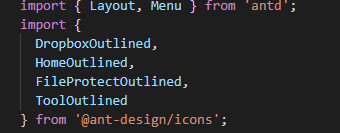 import { Layout, Menu } from 'antd';
import {
  DropboxOutlined,
  HomeOutlined,
  FileProtectOutlined,
  ToolOutlined
} from '@ant-design/icons';